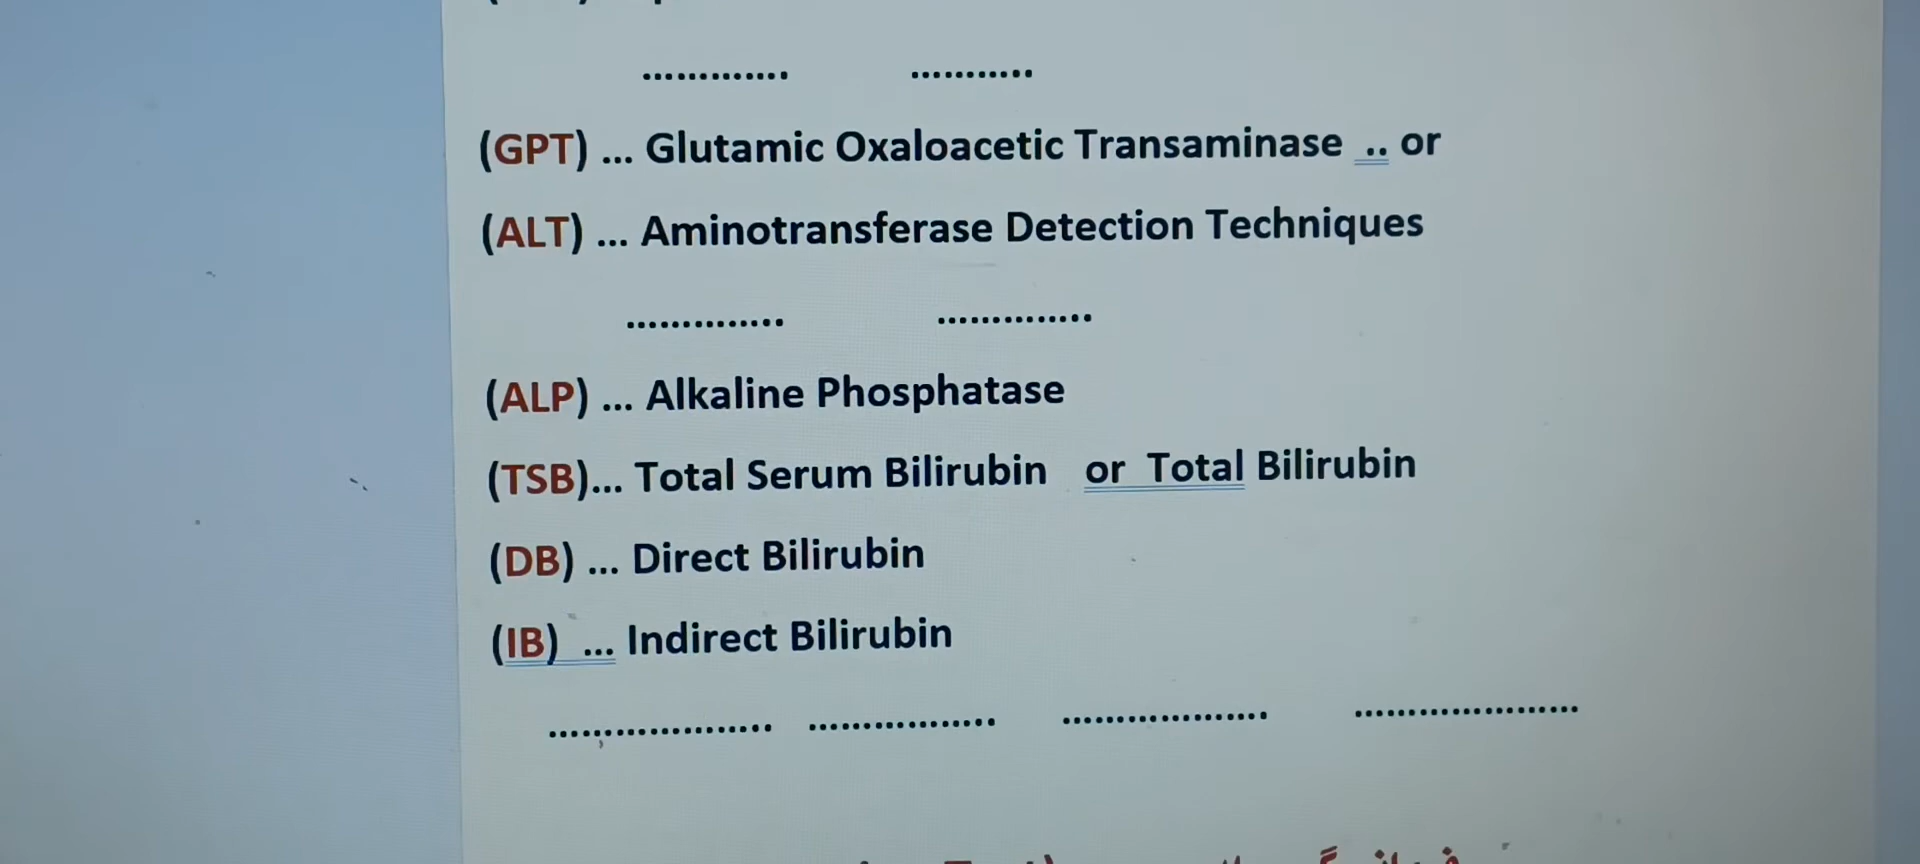 .............. ...........
(GPT) ... Glutamic Oxaloacetic Transaminase .. or
(ALT) ... Aminotransferase Detection Techniques
.............. ..............
(ALP) ... Alkaline Phosphatase
(TSB)... Total Serum Bilirubin or Total Bilirubin
(DB) ... Direct Bilirubin
(IB) ... Indirect Bilirubin
.................... ................. ................... .....................